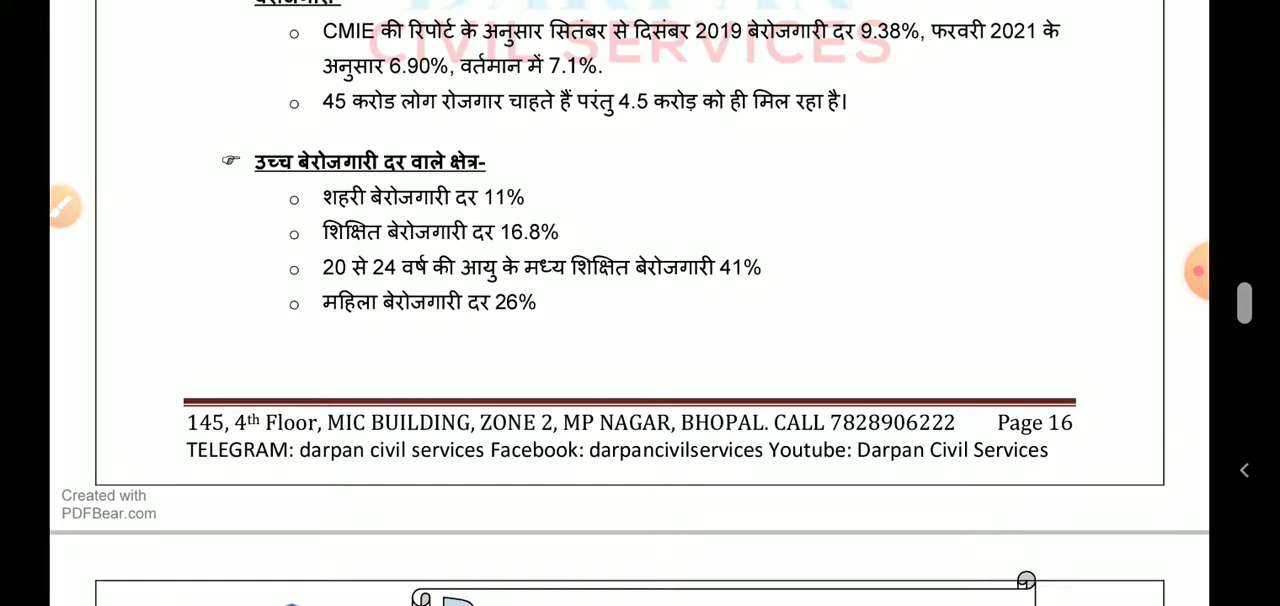 CIVIL SERVICES
CMIE की रिपोर्ट के अनुसार सितंबर से दिसंबर 2019 बेरोजगारी दर 9.38%, फरवरी 2021 के
अनुसार 6.90%, वर्तमान में 7.1%.
45 करोड लोग रोजगार चाहते हैं परंतु 4.5 करोड़ को ही मिल रहा है।
उच्च बेरोजगारी दर वाले क्षेत्र-
शहरी बेरोजगारी दर 11%
शिक्षित बेरोजगारी दर 16.8%
20 से 24 वर्ष की आयु के मध्य शिक्षित बेरोजगारी 41%
महिला बेरोजगारी दर 26%
145, 4th Floor, MIC BUILDING, ZONE 2, MP NAGAR, BHOPAL. CALL 7828906222 Page 16
TELEGRAM: darpan civil services Facebook: darpancivilservices Youtube: Darpan Civil Services
Created with
PDFBear.com